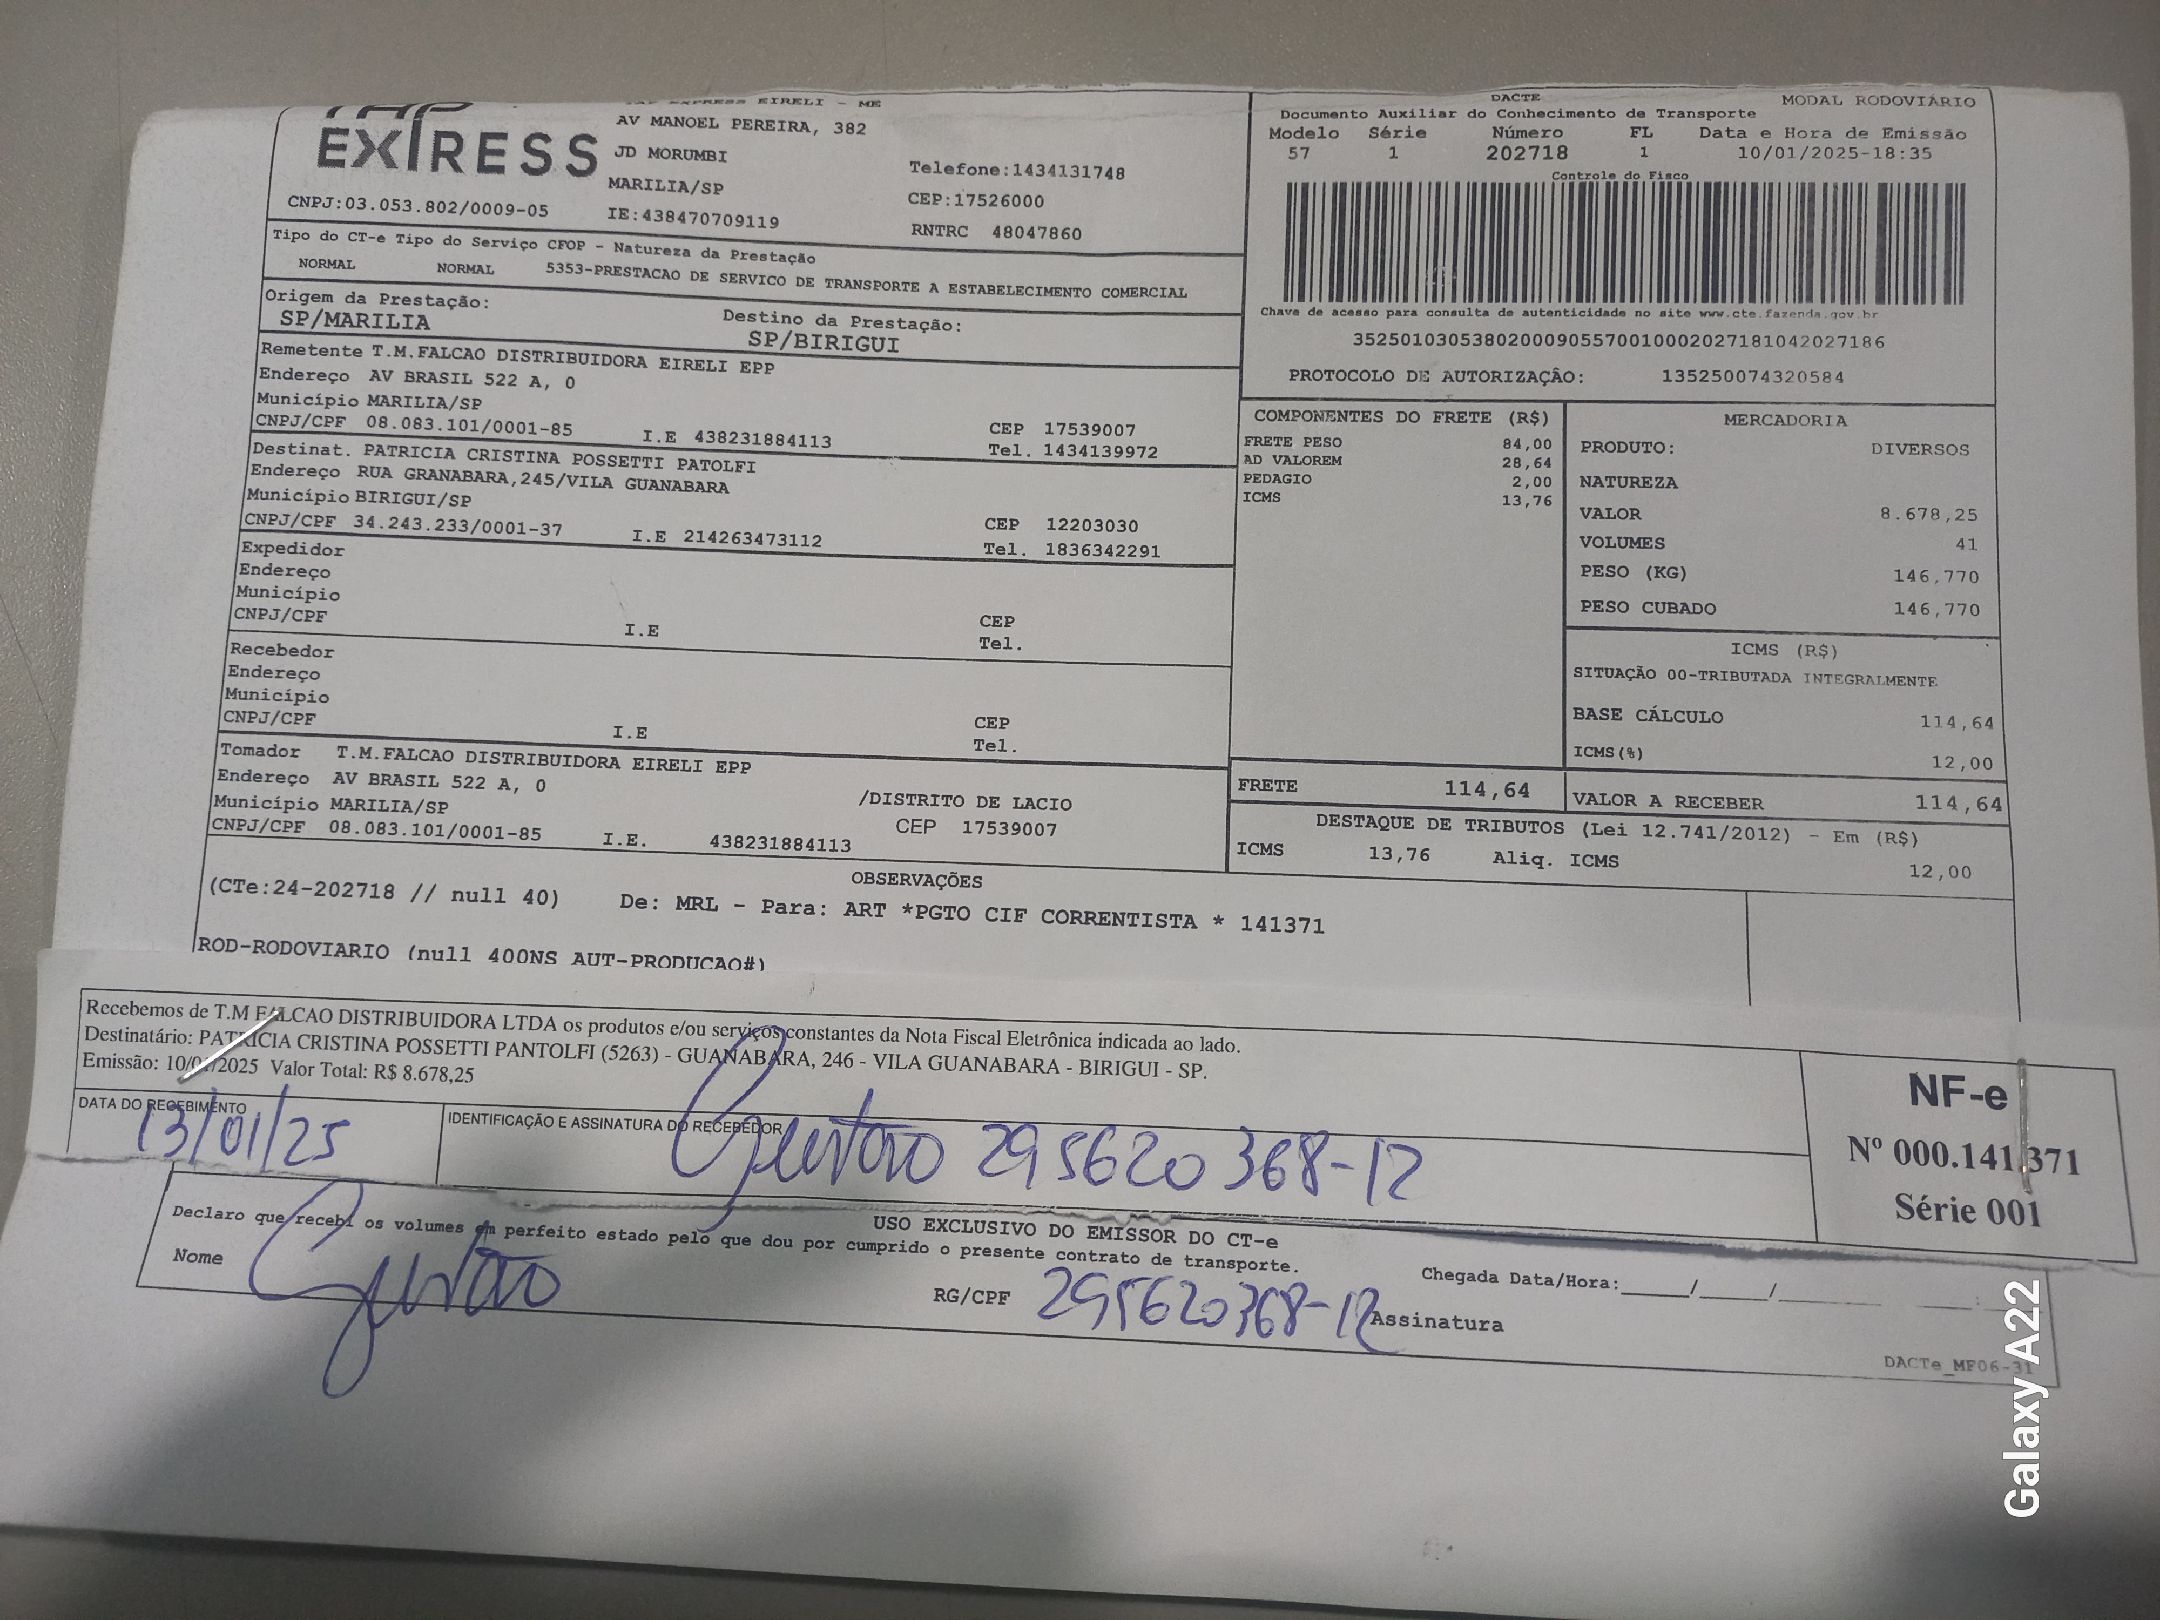 EXPRESS
EXPRESS EIRELI - ME
AV MANOEL PEREIRA, 382
JD MORUMBI
MARILIA/SP
Telefone:1434131748
CEP:17526000
CNPJ:03.053.802/0009-05
IE:438470709119
RNTRC 48047860
DACTE
MODAL RODOVIÁRIO
Documento Auxiliar do Conhecimento de Transporte
Modelo Série Número FL Data e Hora de Emissão
57 1 202718 1 10/01/2025-18:35
Controle do Fisco
Chave de acesso para consulta de autenticidade no site www.cte.fazenda.gov.br
35250103053802000905570010002027181042027186
PROTOCOLO DE AUTORIZAÇÃO: 135250074320584
Tipo do CT-e Tipo do Serviço CFOP - Natureza da Prestação
NORMAL NORMAL 5353-PRESTACAO DE SERVICO DE TRANSPORTE A ESTABELECIMENTO COMERCIAL
Origem da Prestação:
SP/MARILIA
Destino da Prestação:
SP/BIRIGUI
Remetente T.M.FALCAO DISTRIBUIDORA EIRELI EPP
Endereço AV BRASIL 522 A, 0
Município MARILIA/SP
CEP 17539007
CNPJ/CPF 08.083.101/0001-85 I.E 438231884113
Tel. 1434139972
Destinat. PATRICIA CRISTINA POSSETTI PATOLFI
Endereço RUA GRANABARA,245/VILA GUANABARA
Município BIRIGUI/SP
CEP 12203030
CNPJ/CPF 34.243.233/0001-37 I.E 214263473112
Tel. 1836342291
Expedidor
Endereço
Município
CNPJ/CPF I.E CEP
Tel.
Recebedor
Endereço
Município
CNPJ/CPF I.E CEP
Tel.
Tomador T.M.FALCAO DISTRIBUIDORA EIRELI EPP
Endereço AV BRASIL 522 A, 0 /DISTRITO DE LACIO
Município MARILIA/SP CEP 17539007
CNPJ/CPF 08.083.101/0001-85 I.E. 438231884113
COMPONENTES DO FRETE (R$)
FRETE PESO 84,00
AD VALOREM 28,64
PEDAGIO 2,00
ICMS 13,76
MERCADORIA
PRODUTO: DIVERSOS
NATUREZA
VALOR 8.678,25
VOLUMES 41
PESO (KG) 146,770
PESO CUBADO 146,770
ICMS (R$)
SITUAÇÃO 00-TRIBUTADA INTEGRALMENTE
BASE CÁLCULO 114,64
ICMS(%) 12,00
FRETE 114,64
VALOR A RECEBER 114,64
DESTAQUE DE TRIBUTOS (Lei 12.741/2012) - Em (R$)
ICMS 13,76 Aliq. ICMS 12,00
OBSERVAÇÕES
(CTe:24-202718 // null 40) De: MRL - Para: ART *PGTO CIF CORRENTISTA * 141371
ROD-RODOVIARIO (null 400NS AUT-PRODUCAO#)
Recebemos de T.M FALCAO DISTRIBUIDORA LTDA os produtos e/ou serviços constantes da Nota Fiscal Eletrônica indicada ao lado.
Destinatário: PATRICIA CRISTINA POSSETTI PANTOLFI (5263) - GUANABARA, 246 - VILA GUANABARA - BIRIGUI - SP.
Emissão: 10/01/2025 Valor Total: R$ 8.678,25
DATA DO RECEBIMENTO
13/01/25
IDENTIFICAÇÃO E ASSINATURA DO RECEBEDOR
295620368-12
NF-e
Nº 000.141.371
Série 001
USO EXCLUSIVO DO EMISSOR DO CT-e
Declaro que recebi os volumes em perfeito estado pelo que dou por cumprido o presente contrato de transporte.
Nome
RG/CPF 295620368-12
Chegada Data/Hora:____/____/
Assinatura
DACTe_MF06-31
Galaxy A22